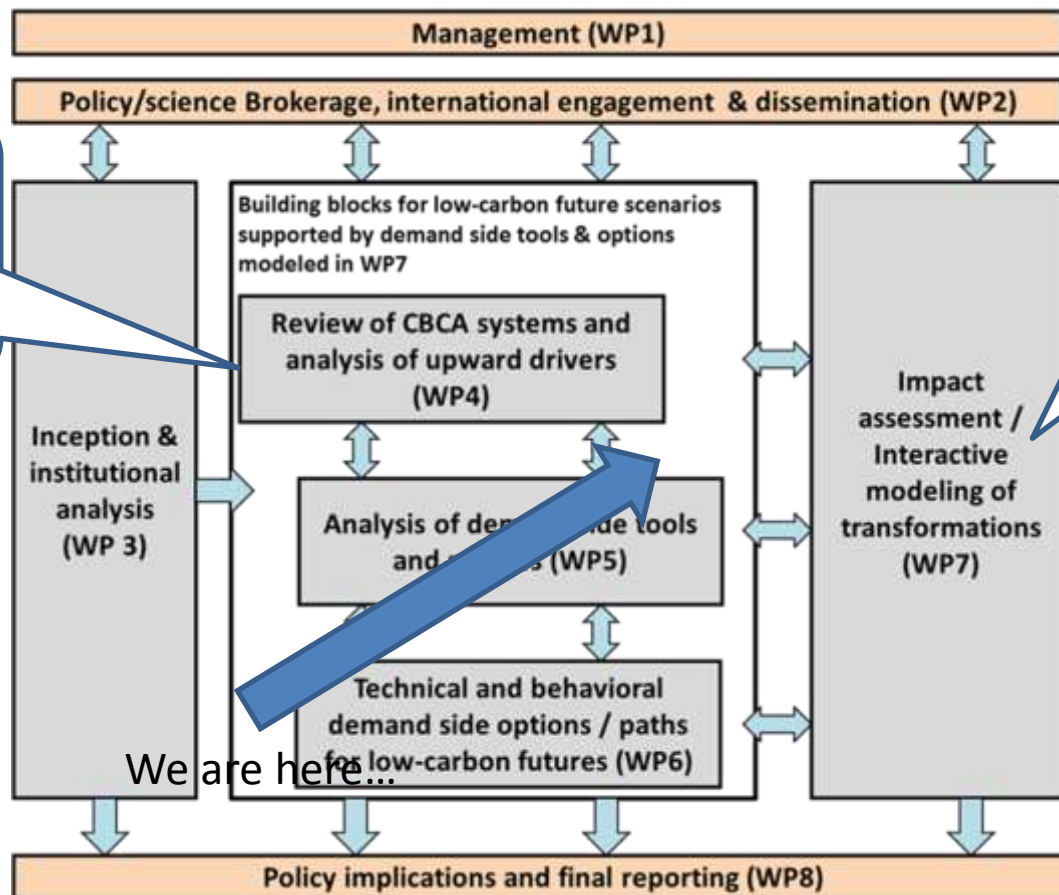 Management (WP1)
Policy/science Brokerage, international engagement & dissemination (WP2)
Building blocks for low-carbon future scenarios
supported by demand side tools & options
modeled in WP7
Review of CBCA systems and
analysis of upward drivers
(WP4)
Inception &
institutional
analysis
(WP 3)
Impact
assessment /
Interactive
modeling of
transformations
(WP7)
Analysis of de de tools
and (WP5)
Technical and behavioral
demand side options / paths
for low-carbon futures (WP6)
We are here...
Policy implications and final reporting (WP8)